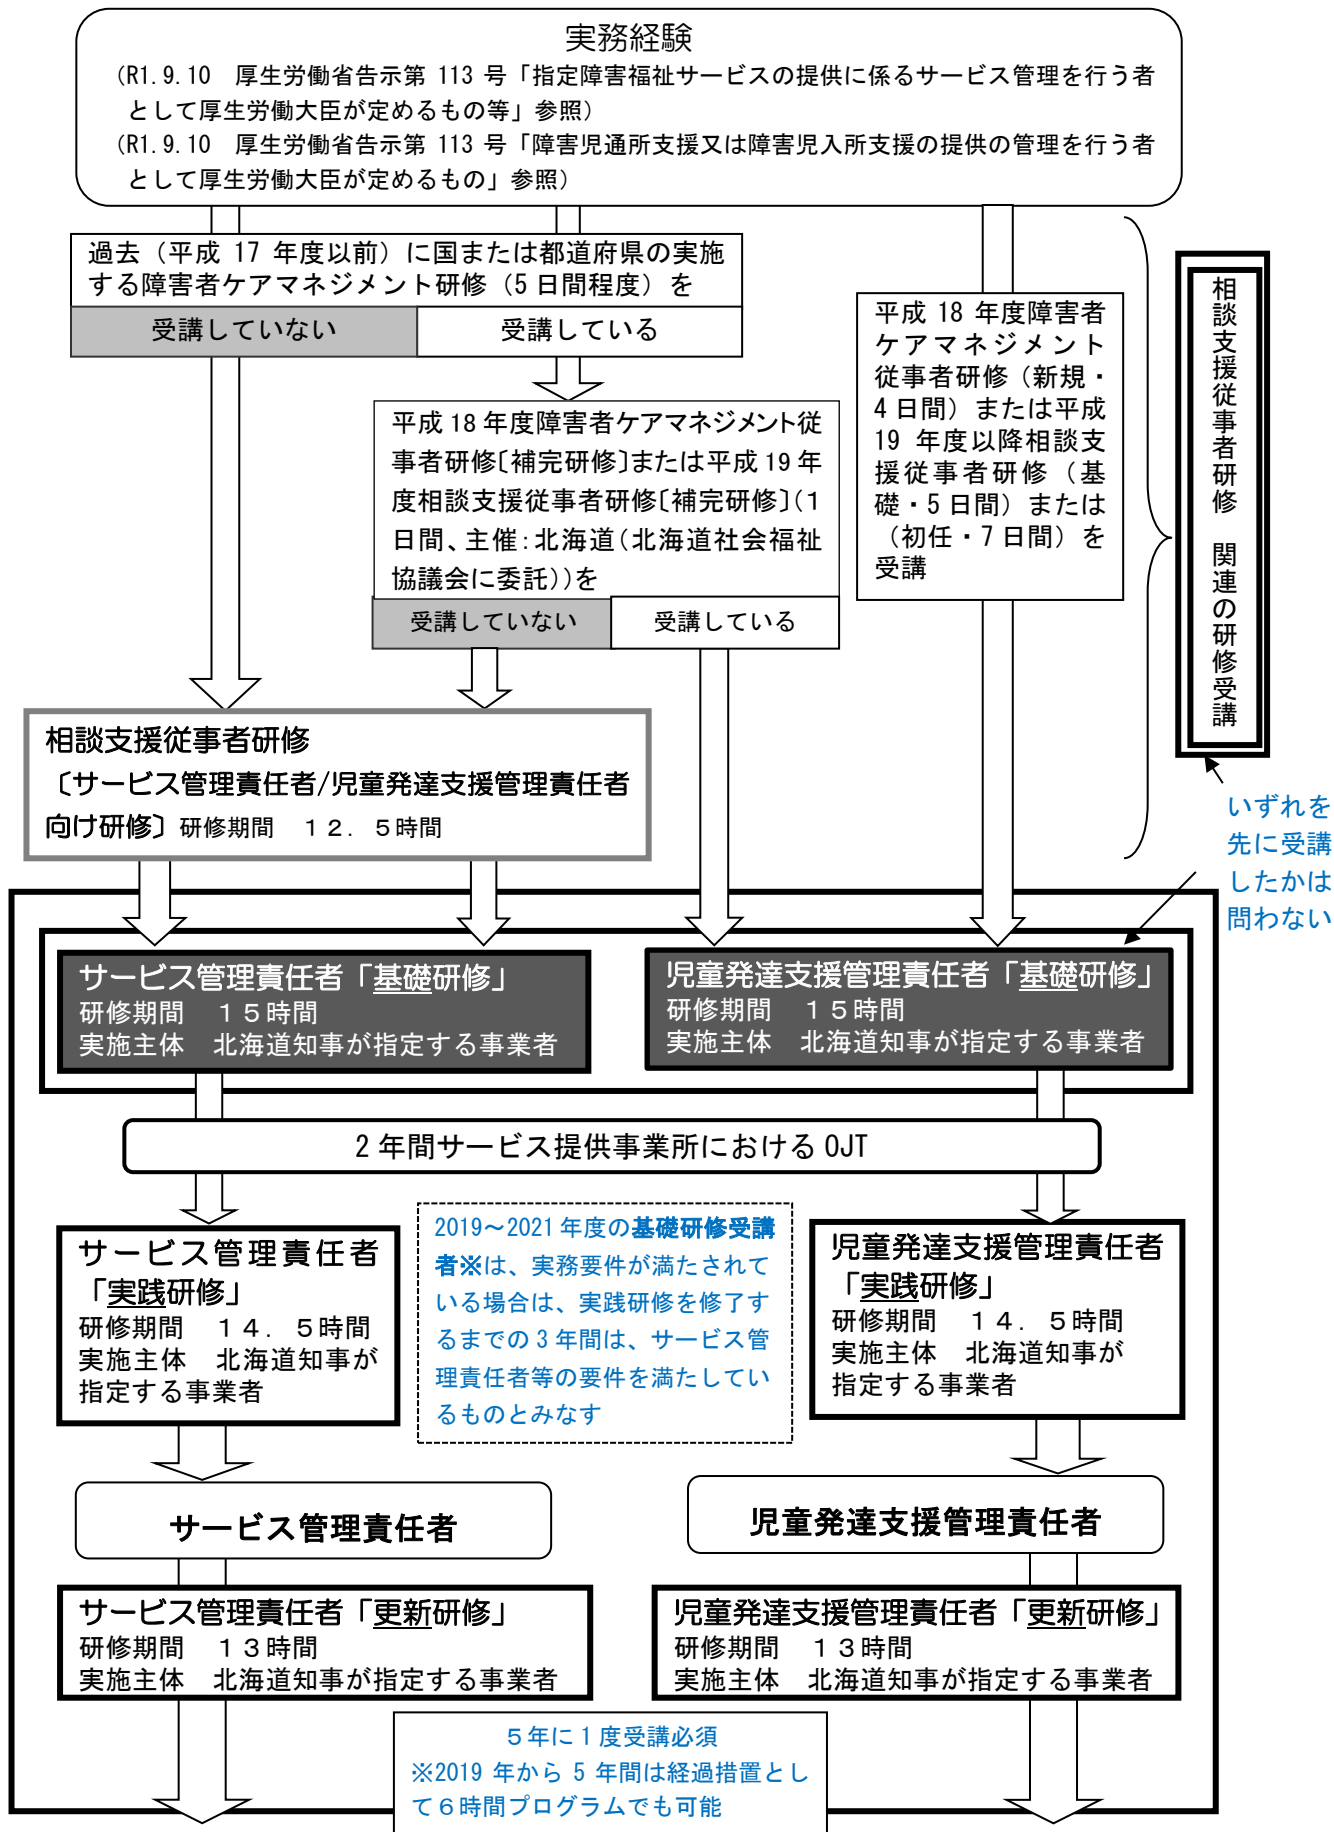 実務経験
（R1.9.10　厚生労働省告示第 113 号「指定障害福祉サービスの提供に係るサービス管理を行う者
として厚生労働大臣が定めるもの等」参照）
（R1.9.10　厚生労働省告示第 113 号「障害児通所支援又は障害児入所支援の提供の管理を行う者
として厚生労働大臣が定めるもの」参照）
過去（平成 17 年度以前）に国または都道府県の実施
する障害者ケアマネジメント研修（5 日間程度）を
受講していない
受講している
平成 18 年度障害者ケアマネジメント従
事者研修〔補完研修〕または平成 19 年
度相談支援従事者研修〔補完研修〕（1
日間、主催：北海道（北海道社会福祉
協議会に委託））を
受講していない
受講している
平成 18 年度障害者
ケアマネジメント
従事者研修（新規・
4 日間）または平成
19 年度以降相談支
援従事者研修（基
礎・5 日間）または
（初任・7 日間）を
受講
相談支援従事者研修　関連の研修受講
いずれを
先に受講
したかは
問わない
相談支援従事者研修
〔サービス管理責任者/児童発達支援管理責任者
向け研修〕研修期間　１２．５時間
サービス管理責任者「基礎研修」
研修期間　１５時間
実施主体　北海道知事が指定する事業者
児童発達支援管理責任者「基礎研修」
研修期間　１５時間
実施主体　北海道知事が指定する事業者
2 年間サービス提供事業所における OJT
サービス管理責任者
「実践研修」
研修期間　１４．５時間
実施主体　北海道知事が
指定する事業者
2019～2021 年度の基礎研修受講
者※は、実務要件が満たされて
いる場合は、実践研修を修了す
るまでの 3 年間は、サービス管
理責任者等の要件を満たしてい
るものとみなす
児童発達支援管理責任者
「実践研修」
研修期間　１４．５時間
実施主体　北海道知事が
指定する事業者
サービス管理責任者
児童発達支援管理責任者
サービス管理責任者「更新研修」
研修期間　１３時間
実施主体　北海道知事が指定する事業者
児童発達支援管理責任者「更新研修」
研修期間　１３時間
実施主体　北海道知事が指定する事業者
５年に１度受講必須
※2019 年から 5 年間は経過措置とし
て６時間プログラムでも可能